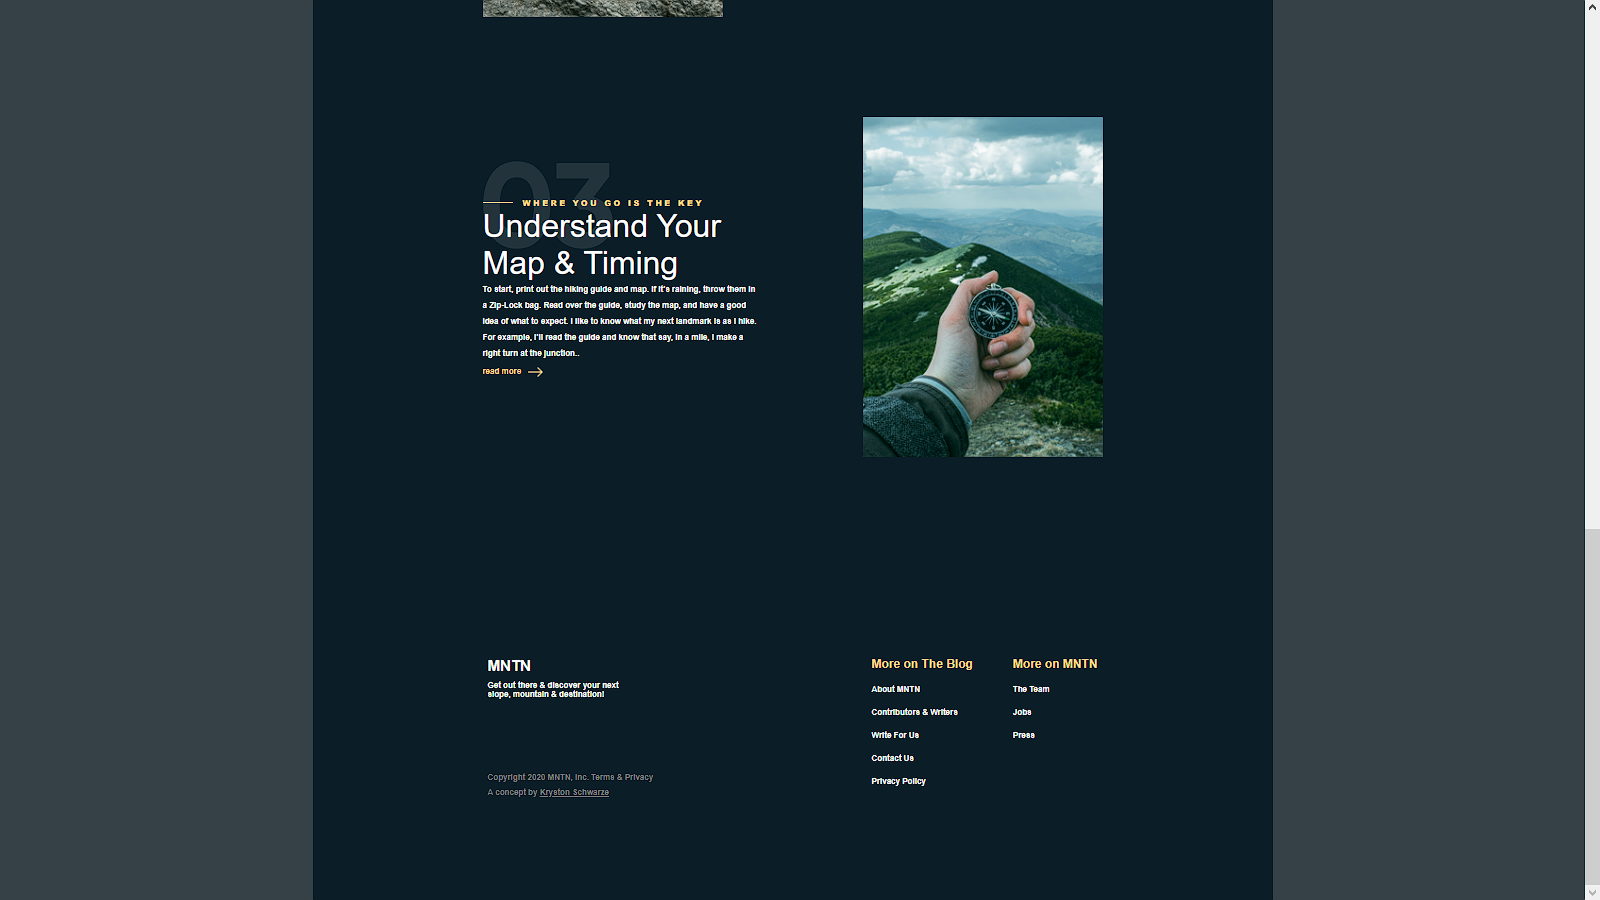 03
WHERE YOU GO IS THE KEY
Understand Your
Map & Timing
To start, print out the hiking guide and map. If it's raining, throw them in
a Zip-Lock bag. Read over the guide, study the map, and have a good
idea of what to expect. I like to know what my next landmark is as I hike.
For example, I'll read the guide and know that say, in a mile, I make a
right turn at the junction..
read more
MNTN
Get out there & discover your next
slope, mountain & destination!
Copyright 2020 MNTN, Inc. Terms & Privacy
A concept by Kryston Schwarze
More on The Blog
About MNTN
Contributors & Writers
Write For Us
Contact Us
Privacy Policy
More on MNTN
The Team
Jobs
Press